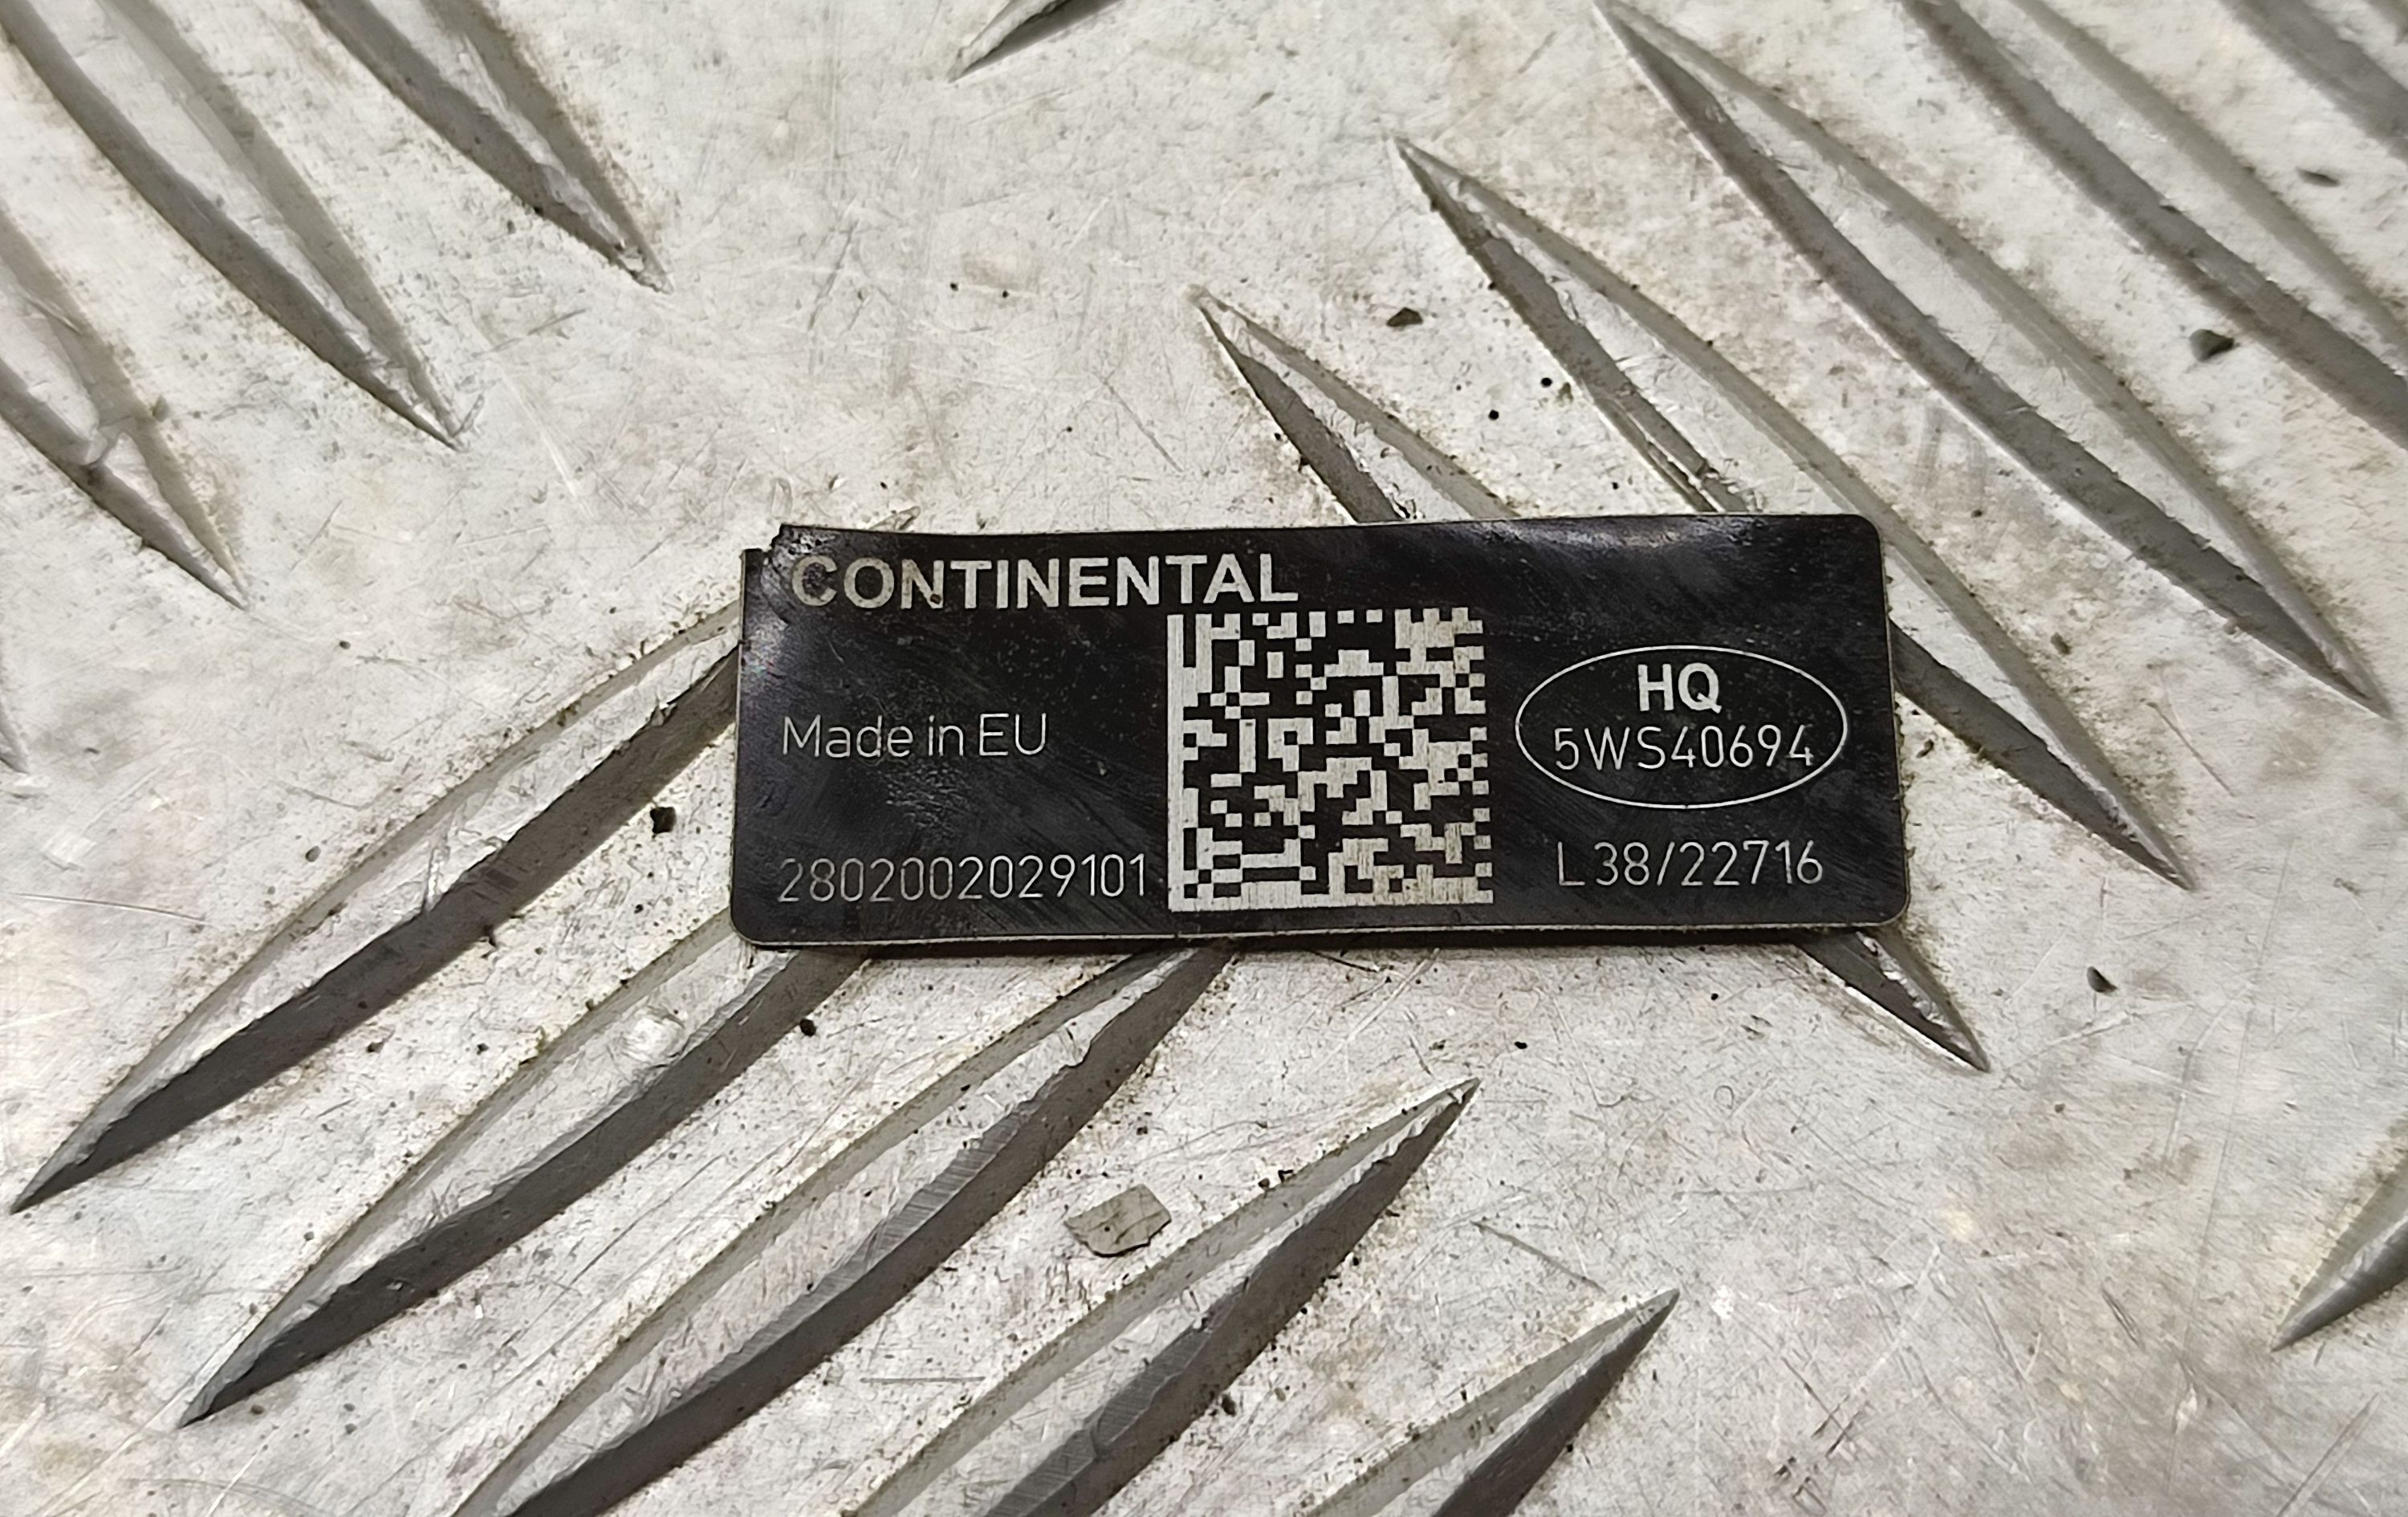 CONTINENTAL
Made in EU
2802002029101
HQ
5WS40694
L38/22716